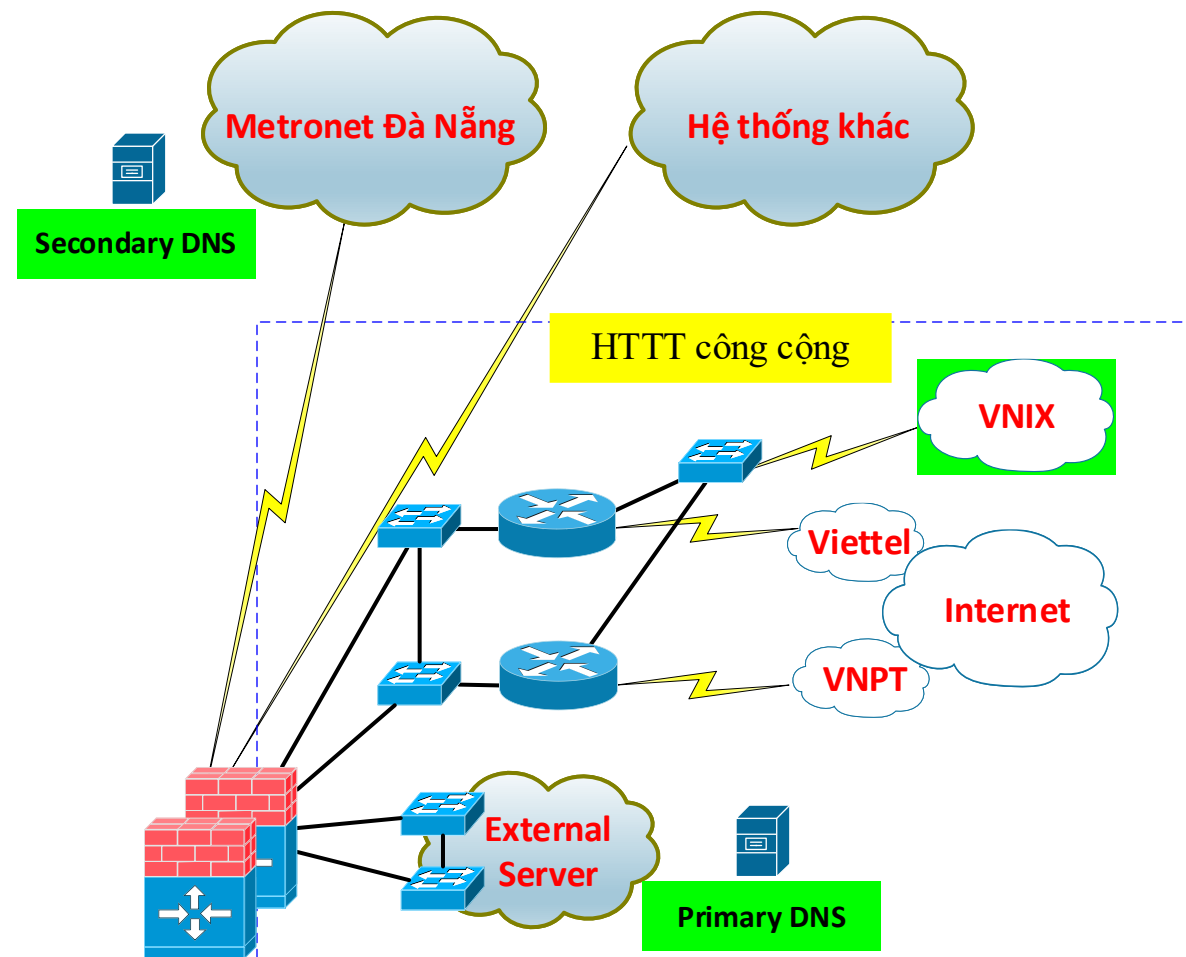 Metronet Đà Nẵng
Hệ thống khác
Secondary DNS
HTTT công cộng
VNIX
Viettel
Internet
VNPT
External
Server
Primary DNS